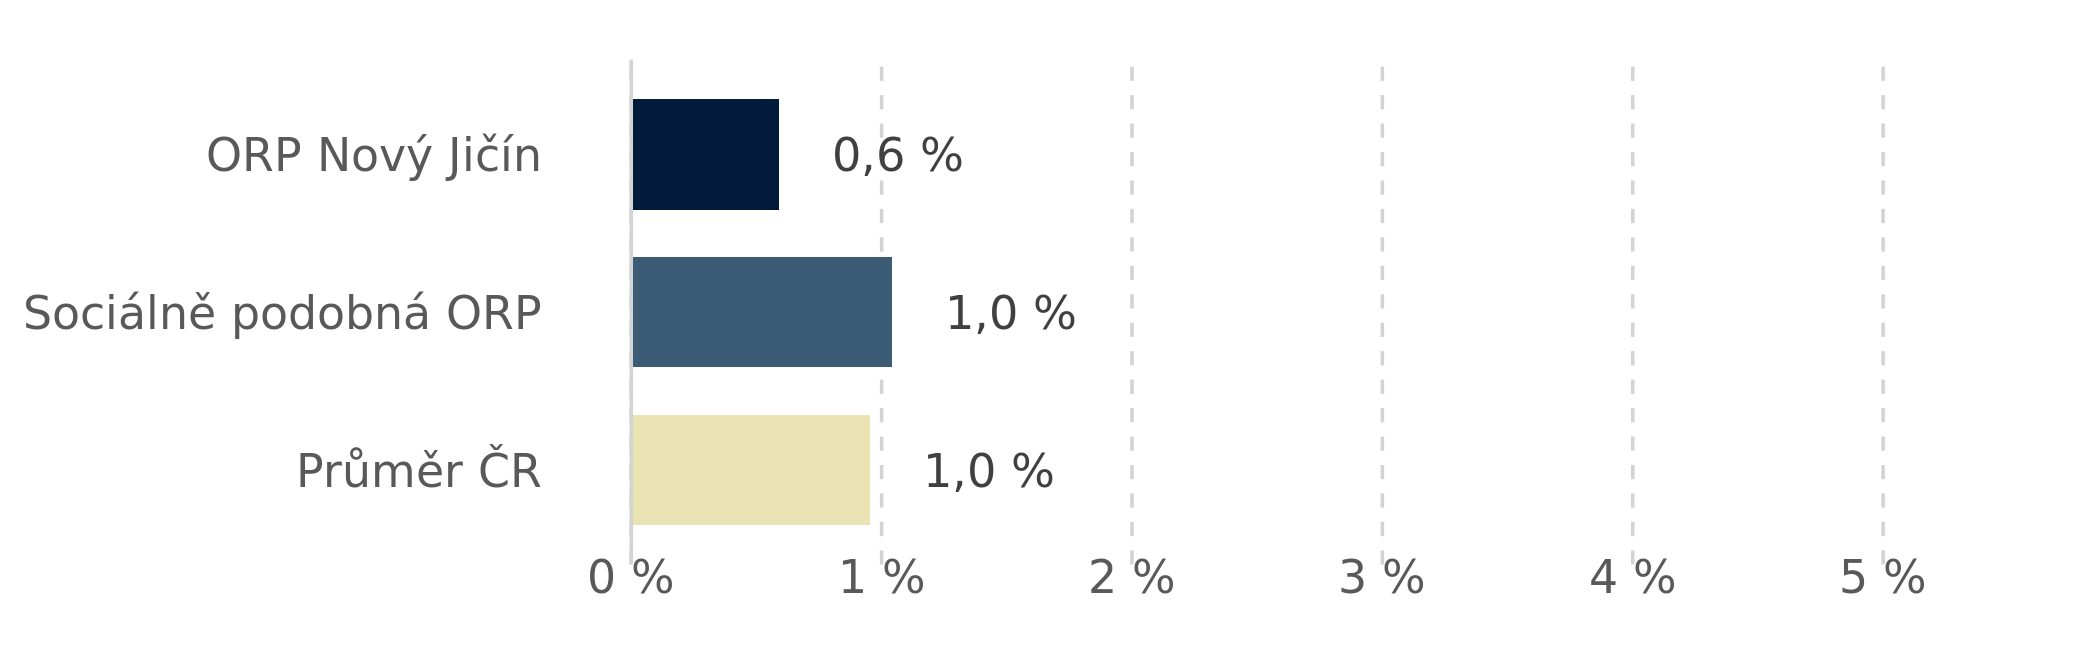 ORP Nový Jičín 0,6 %
Sociálně podobná ORP 1,0 %
Průměr ČR 1,0 %
0 % 1 % 2 % 3 % 4 % 5 %